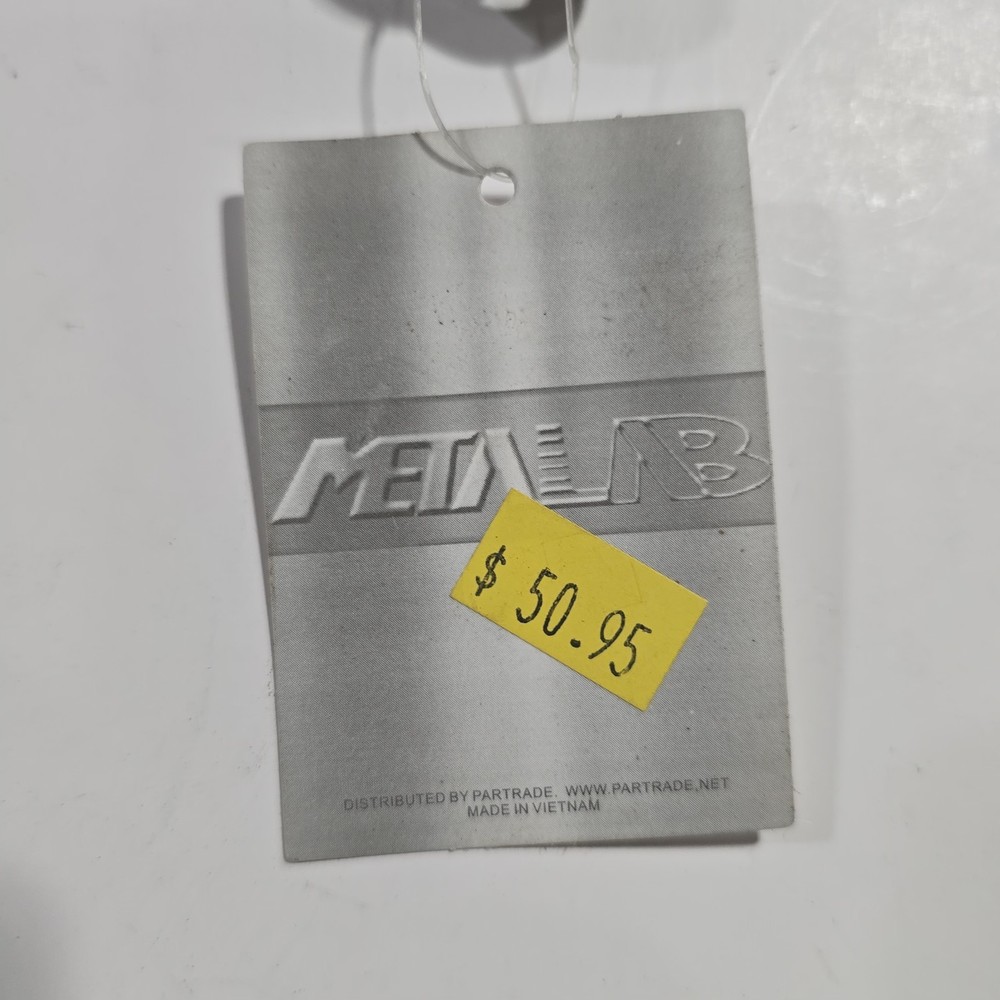 METALAB
$ 50.95
DISTRIBUTED BY PARTRADE. WWW.PARTRADE.NET
MADE IN VIETNAM